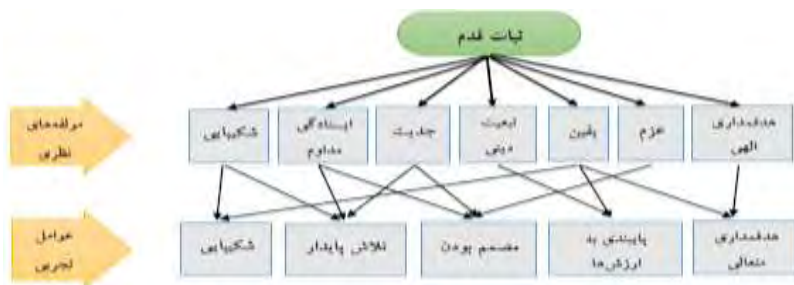 ثبات قدم
مولفه‌های
نظری
هدفمداری
الهی
عزم
یقین
تبعیت
دینی
جدیت
ایستادگی
مداوم
شکیبایی
عوامل
تجربی
هدفمداری
متعالی
پایبندی به
ارزش‌ها
مصمم بودن
تلاش پایدار
شکیبایی